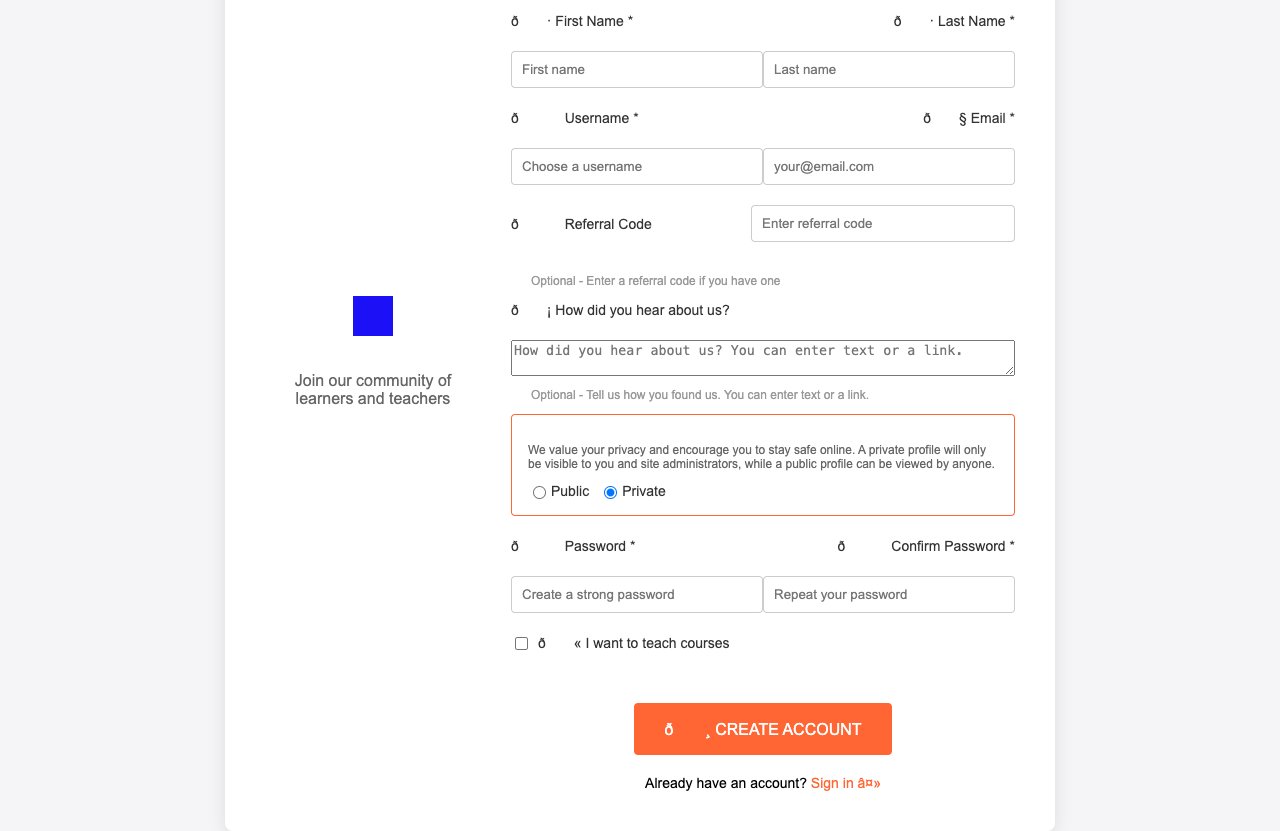 ð · First Name * ð · Last Name *
First name Last name
ð Username * ð § Email *
Choose a username your@email.com
ð Referral Code Enter referral code
Optional - Enter a referral code if you have one
ð ¡ How did you hear about us?
How did you hear about us? You can enter text or a link.
Optional - Tell us how you found us. You can enter text or a link.
Join our community of
learners and teachers
We value your privacy and encourage you to stay safe online. A private profile will only
be visible to you and site administrators, while a public profile can be viewed by anyone.
Public Private
ð Password * ð Confirm Password *
Create a strong password Repeat your password
ð « I want to teach courses
ð ¸ CREATE ACCOUNT
Already have an account? Sign in â¤»